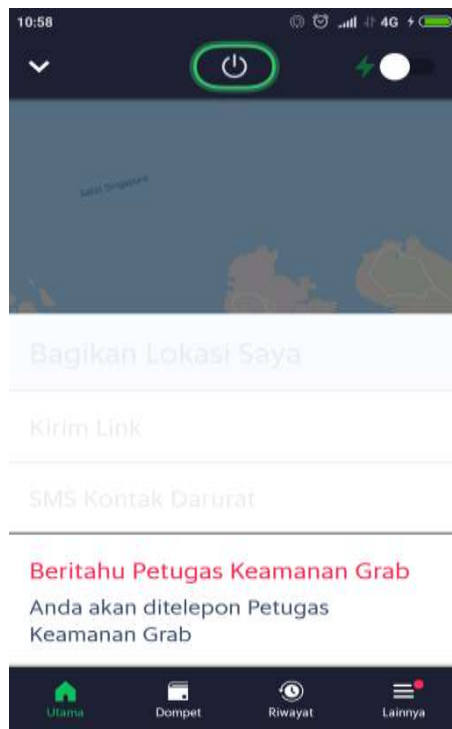 10:58
4G
Selat Singapura
Bagikan Lokasi Saya
Kirim Link
SMS Kontak Darurat
Beritahu Petugas Keamanan Grab
Anda akan ditelepon Petugas
Keamanan Grab
Utama Dompet Riwayat Lainnya